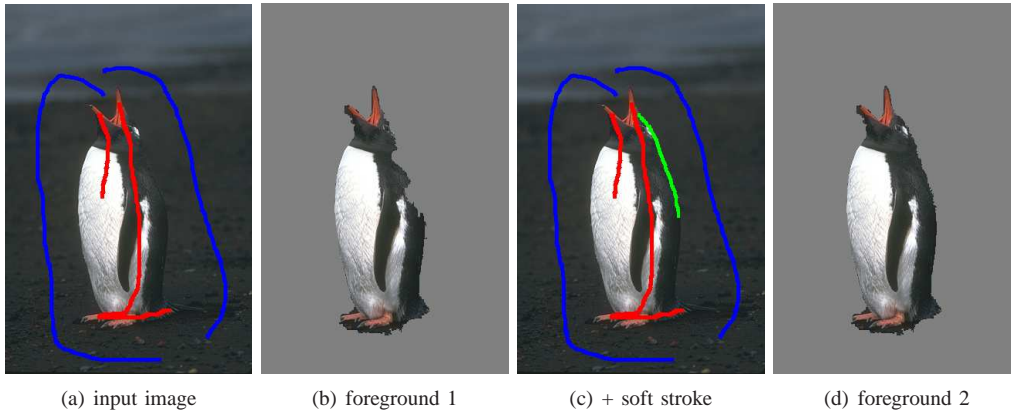 (a) input image
(b) foreground 1
(c) + soft stroke
(d) foreground 2